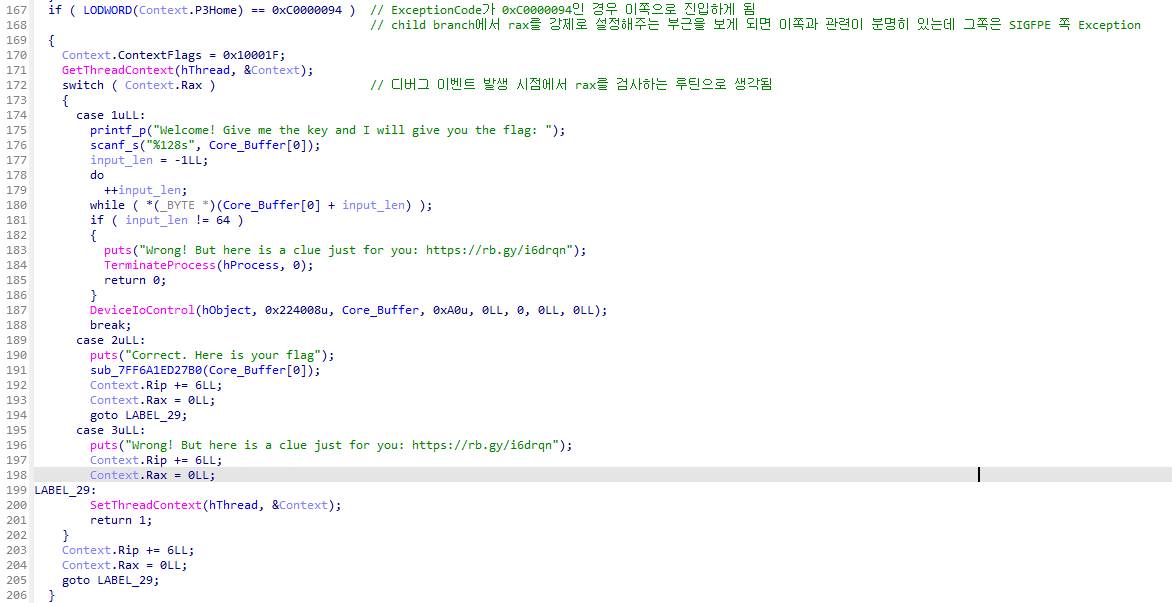 167 if ( LODWORD(Context.P3Home) == 0xC0000094 ) // ExceptionCode가 0xC0000094인 경우 이쪽으로 진입하게 됨
168 // child branch에서 rax를 강제로 설정해주는 부근을 보게 되면 이쪽과 관련이 분명히 있는데 그쪽은 SIGFPE 쪽 Exception
169 {
170 Context.ContextFlags = 0x10001F;
171 GetThreadContext(hThread, &Context);
172 switch ( Context.Rax ) // 디버그 이벤트 발생 시점에서 rax를 검사하는 루틴으로 생각됨
173 {
174 case 1uLL:
175 printf_p("Welcome! Give me the key and I will give you the flag: ");
176 scanf_s("%128s", Core_Buffer[0]);
177 input_len = -1LL;
178 do
179 ++input_len;
180 while ( *(_BYTE *)(Core_Buffer[0] + input_len) );
181 if ( input_len != 64 )
182 {
183 puts("Wrong! But here is a clue just for you: https://rb.gy/i6drqn");
184 TerminateProcess(hProcess, 0);
185 return 0;
186 }
187 DeviceIoControl(hObject, 0x224008u, Core_Buffer, 0xA0u, 0LL, 0, 0LL, 0LL);
188 break;
189 case 2uLL:
190 puts("Correct. Here is your flag");
191 sub_7FF6A1ED27B0(Core_Buffer[0]);
192 Context.Rip += 6LL;
193 Context.Rax = 0LL;
194 goto LABEL_29;
195 case 3uLL:
196 puts("Wrong! But here is a clue just for you: https://rb.gy/i6drqn");
197 Context.Rip += 6LL;
198 Context.Rax = 0LL;
199 LABEL_29:
200 SetThreadContext(hThread, &Context);
201 return 1;
202 }
203 Context.Rip += 6LL;
204 Context.Rax = 0LL;
205 goto LABEL_29;
206 }